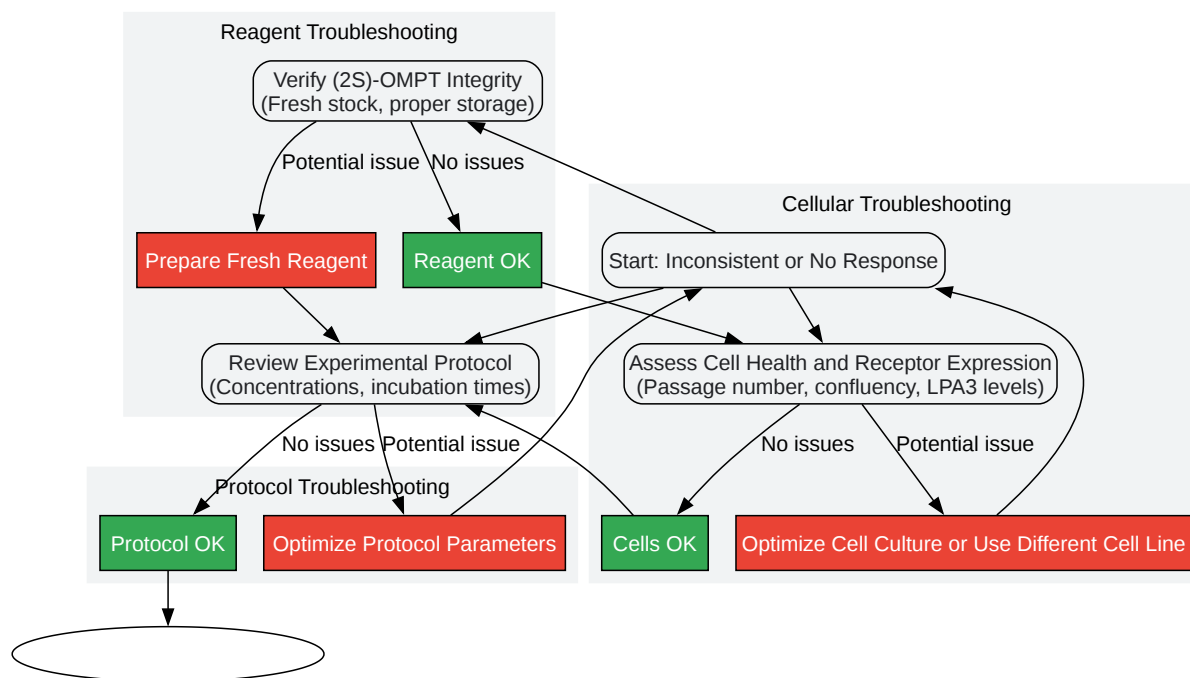 Reagent Troubleshooting
Verify (2S)-OMPT Integrity
(Fresh stock, proper storage)
Potential issue
No issues
Cellular Troubleshooting
Prepare Fresh Reagent
Reagent OK
Start: Inconsistent or No Response
Review Experimental Protocol
(Concentrations, incubation times)
Assess Cell Health and Receptor Expression
(Passage number, confluency, LPA3 levels)
No issues
Potential issue
No issues
Potential issue
Protocol Troubleshooting
Protocol OK
Optimize Protocol Parameters
Cells OK
Optimize Cell Culture or Use Different Cell Line